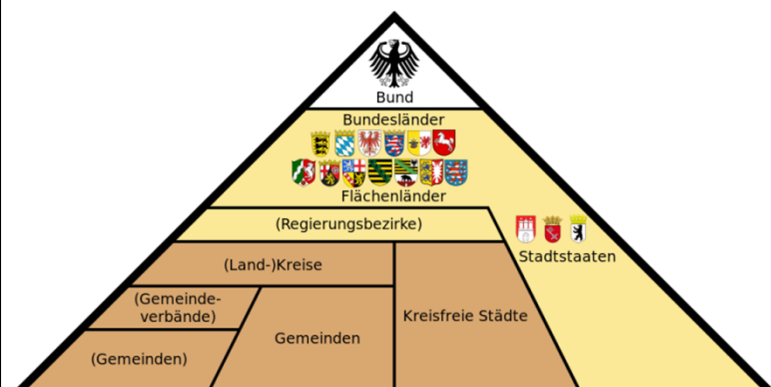 Bund
Bundesländer
Flächenländer
(Regierungsbezirke)
Stadtstaaten
(Land-)Kreise
(Gemeinde-
verbände)
Kreisfreie Städte
Gemeinden
(Gemeinden)